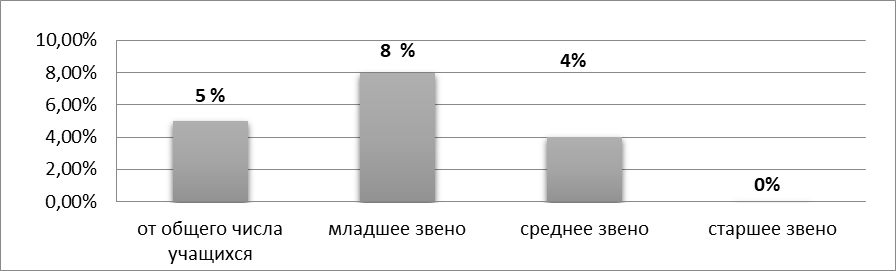 10,00%
8,00%
6,00%
4,00%
2,00%
0,00%
5 %
8 %
4%
0%
от общего числа
учащихся
младшее звено
среднее звено
старшее звено